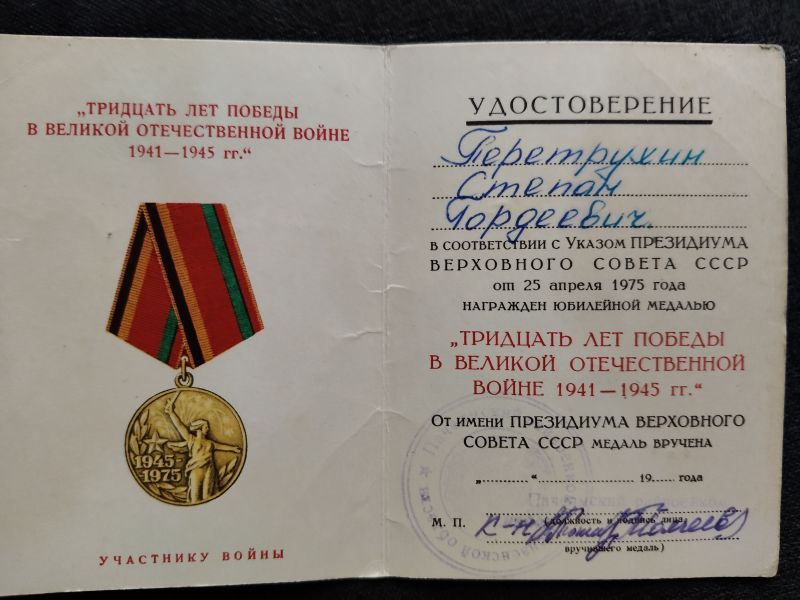 „ТРИДЦАТЬ ЛЕТ ПОБЕДЫ
В ВЕЛИКОЙ ОТЕЧЕСТВЕННОЙ ВОЙНЕ
1941—1945 гг.“
1945-
1975
УЧАСТНИКУ ВОЙНЫ
УДОСТОВЕРЕНИЕ
Перетрухин
Степан
Гордеевич.
В СООТВЕТСТВИИ С УКАЗОМ ПРЕЗИДИУМА
ВЕРХОВНОГО СОВЕТА СССР
от 25 апреля 1975 года
НАГРАЖДЕН ЮБИЛЕЙНОЙ МЕДАЛЬЮ
„ТРИДЦАТЬ ЛЕТ ПОБЕДЫ
В ВЕЛИКОЙ ОТЕЧЕСТВЕННОЙ
ВОЙНЕ 1941—1945 гг.“
ОТ ИМЕНИ ПРЕЗИДИУМА ВЕРХОВНОГО
СОВЕТА СССР МЕДАЛЬ ВРУЧЕНА
„........“ .................... 19..... года
М. П. (должность и подпись лица,
вручившего медаль)